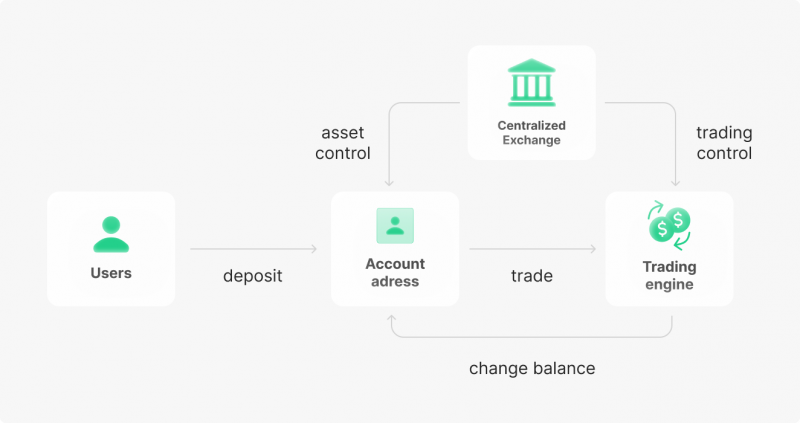 Centralized
Exchange
asset
control
trading
control
Users
deposit
Account
adress
trade
Trading
engine
change balance